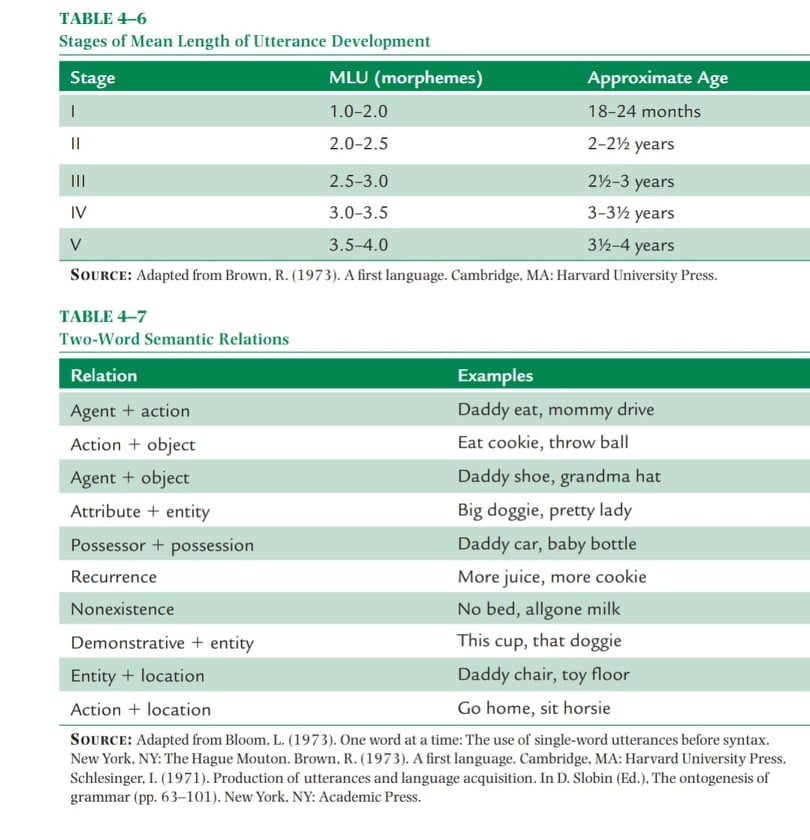 TABLE 4–6
Stages of Mean Length of Utterance Development
Stage MLU (morphemes) Approximate Age
I 1.0–2.0 18–24 months
II 2.0–2.5 2–2½ years
III 2.5–3.0 2½–3 years
IV 3.0–3.5 3–3½ years
V 3.5–4.0 3½–4 years
SOURCE: Adapted from Brown, R. (1973). A first language. Cambridge, MA: Harvard University Press.
TABLE 4–7
Two-Word Semantic Relations
Relation Examples
Agent + action Daddy eat, mommy drive
Action + object Eat cookie, throw ball
Agent + object Daddy shoe, grandma hat
Attribute + entity Big doggie, pretty lady
Possessor + possession Daddy car, baby bottle
Recurrence More juice, more cookie
Nonexistence No bed, allgone milk
Demonstrative + entity This cup, that doggie
Entity + location Daddy chair, toy floor
Action + location Go home, sit horsie
SOURCE: Adapted from Bloom, L. (1973). One word at a time: The use of single-word utterances before syntax.
New York, NY: The Hague Mouton. Brown, R. (1973). A first language. Cambridge, MA: Harvard University Press.
Schlesinger, I. (1971). Production of utterances and language acquisition. In D. Slobin (Ed.), The ontogenesis of
grammar (pp. 63–101). New York, NY: Academic Press.